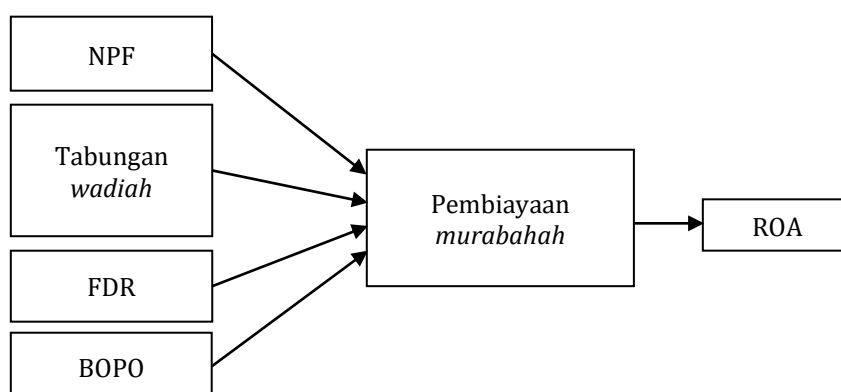 NPF
Tabungan
wadiah
FDR
BOPO
Pembiayaan
murabahah
ROA